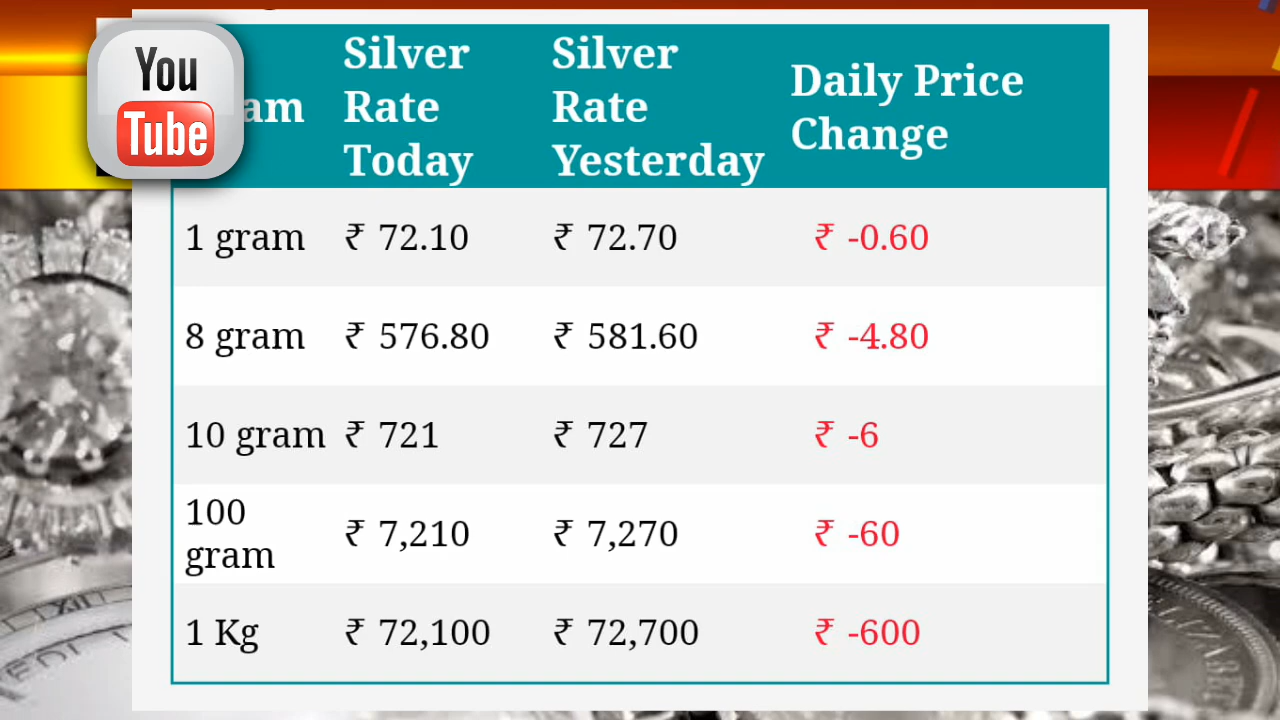 You
Tube
am
Silver
Rate
Today
Silver
Rate
Yesterday
Daily Price
Change
1 gram ₹ 72.10 ₹ 72.70 ₹ -0.60
8 gram ₹ 576.80 ₹ 581.60 ₹ -4.80
10 gram ₹ 721 ₹ 727 ₹ -6
100
gram ₹ 7,210 ₹ 7,270 ₹ -60
1 Kg ₹ 72,100 ₹ 72,700 ₹ -600
XII